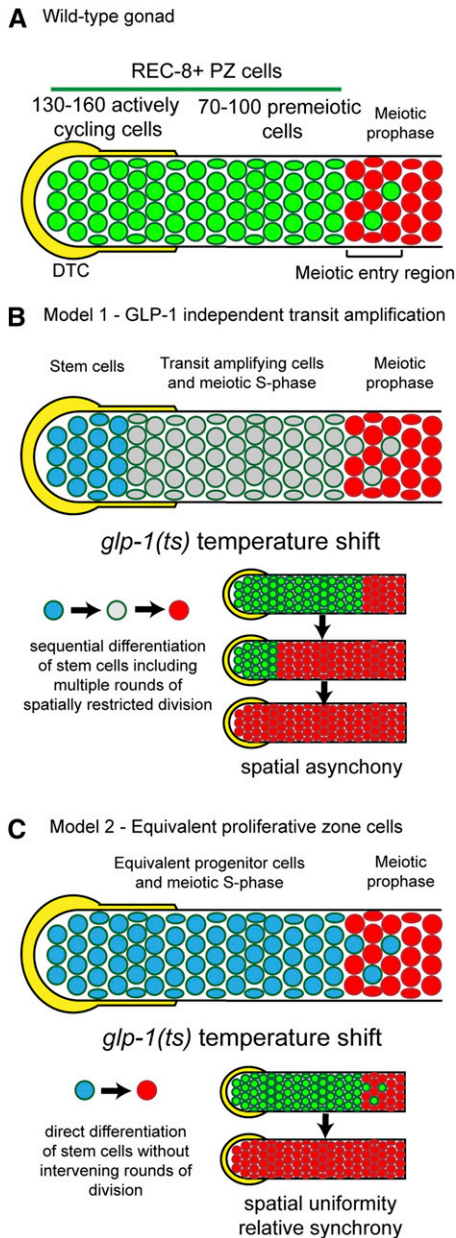 A Wild-type gonad
REC-8+ PZ cells
130-160 actively
cycling cells
70-100 premeiotic
cells
Meiotic
prophase
DTC
Meiotic entry region
B Model 1 - GLP-1 independent transit amplification
Stem cells
Transit amplifying cells
and meiotic S-phase
Meiotic
prophase
glp-1(ts) temperature shift
sequential differentiation
of stem cells including
multiple rounds of
spatially restricted division
spatial asynchony
C Model 2 - Equivalent proliferative zone cells
Equivalent progenitor cells
and meiotic S-phase
Meiotic
prophase
glp-1(ts) temperature shift
direct differentiation
of stem cells without
intervening rounds of
division
spatial uniformity
relative synchrony